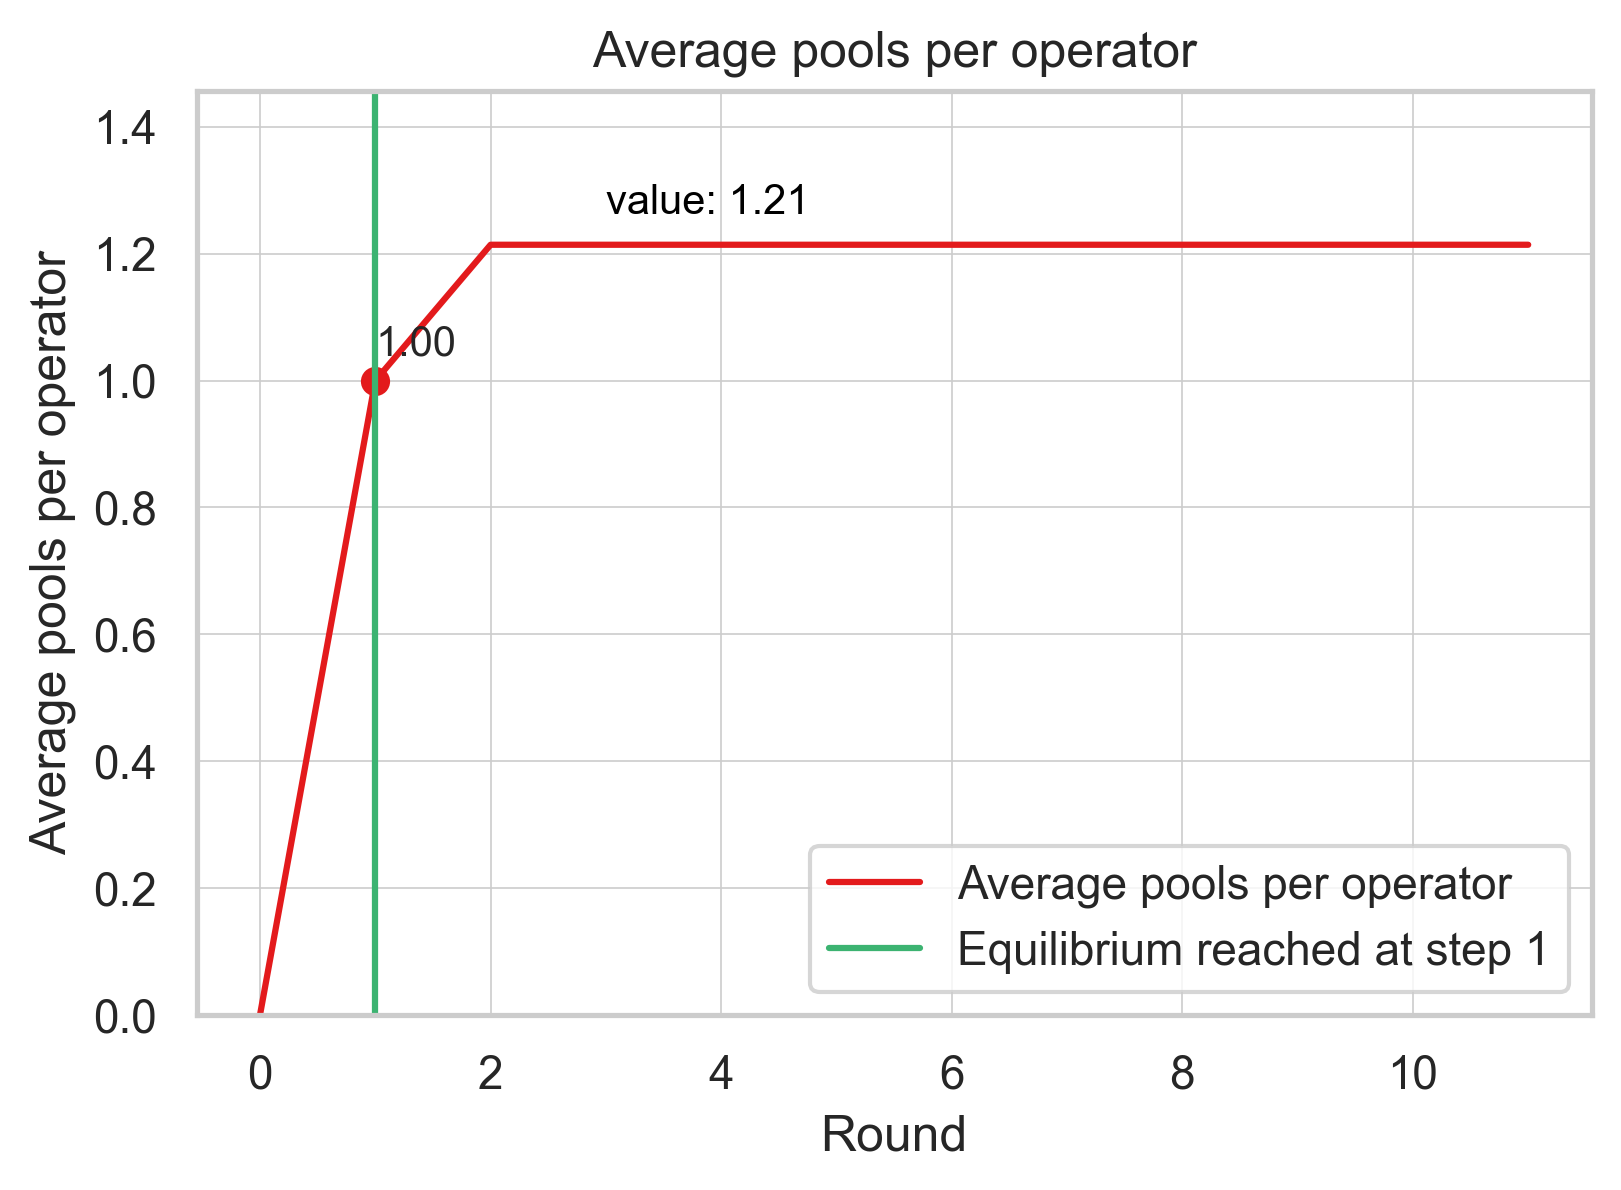 Average pools per operator
1.4
1.2
1.0
0.8
0.6
0.4
0.2
0.0
Average pools per operator
value: 1.21
1.00
Average pools per operator
Equilibrium reached at step 1
0 2 4 6 8 10
Round